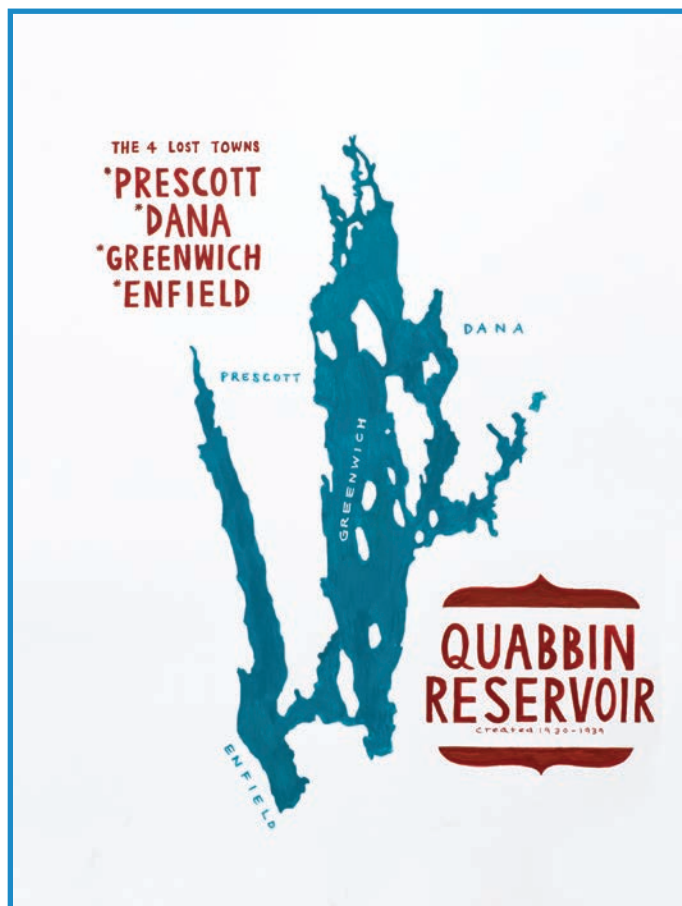 THE 4 LOST TOWNS
*PRESCOTT
*DANA
*GREENWICH
*ENFIELD
DANA
PRESCOTT
GREENWICH
ENFIELD
QUABBIN
RESERVOIR
created 1930-1939